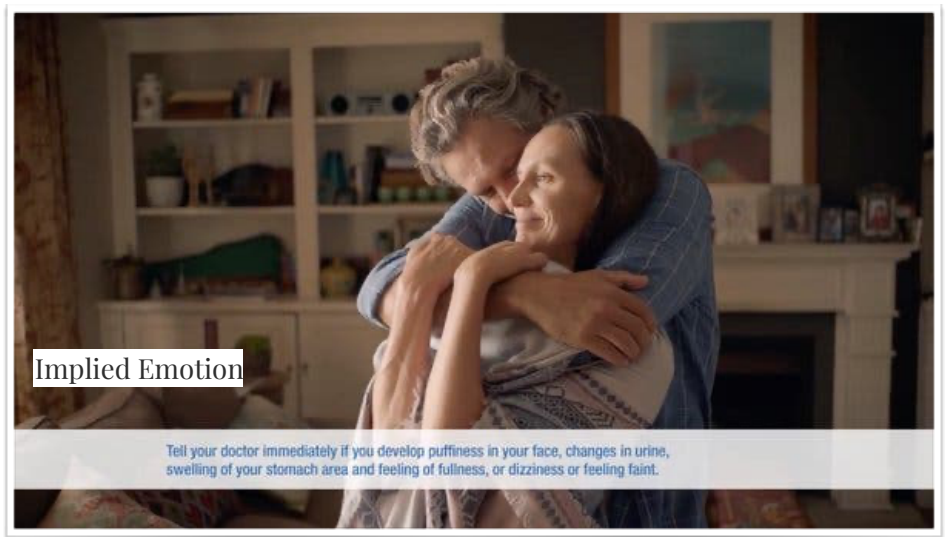 Implied Emotion
Tell your doctor immediately if you develop puffiness in your face, changes in urine,
swelling of your stomach area and feeling of fullness, or dizziness or feeling faint.